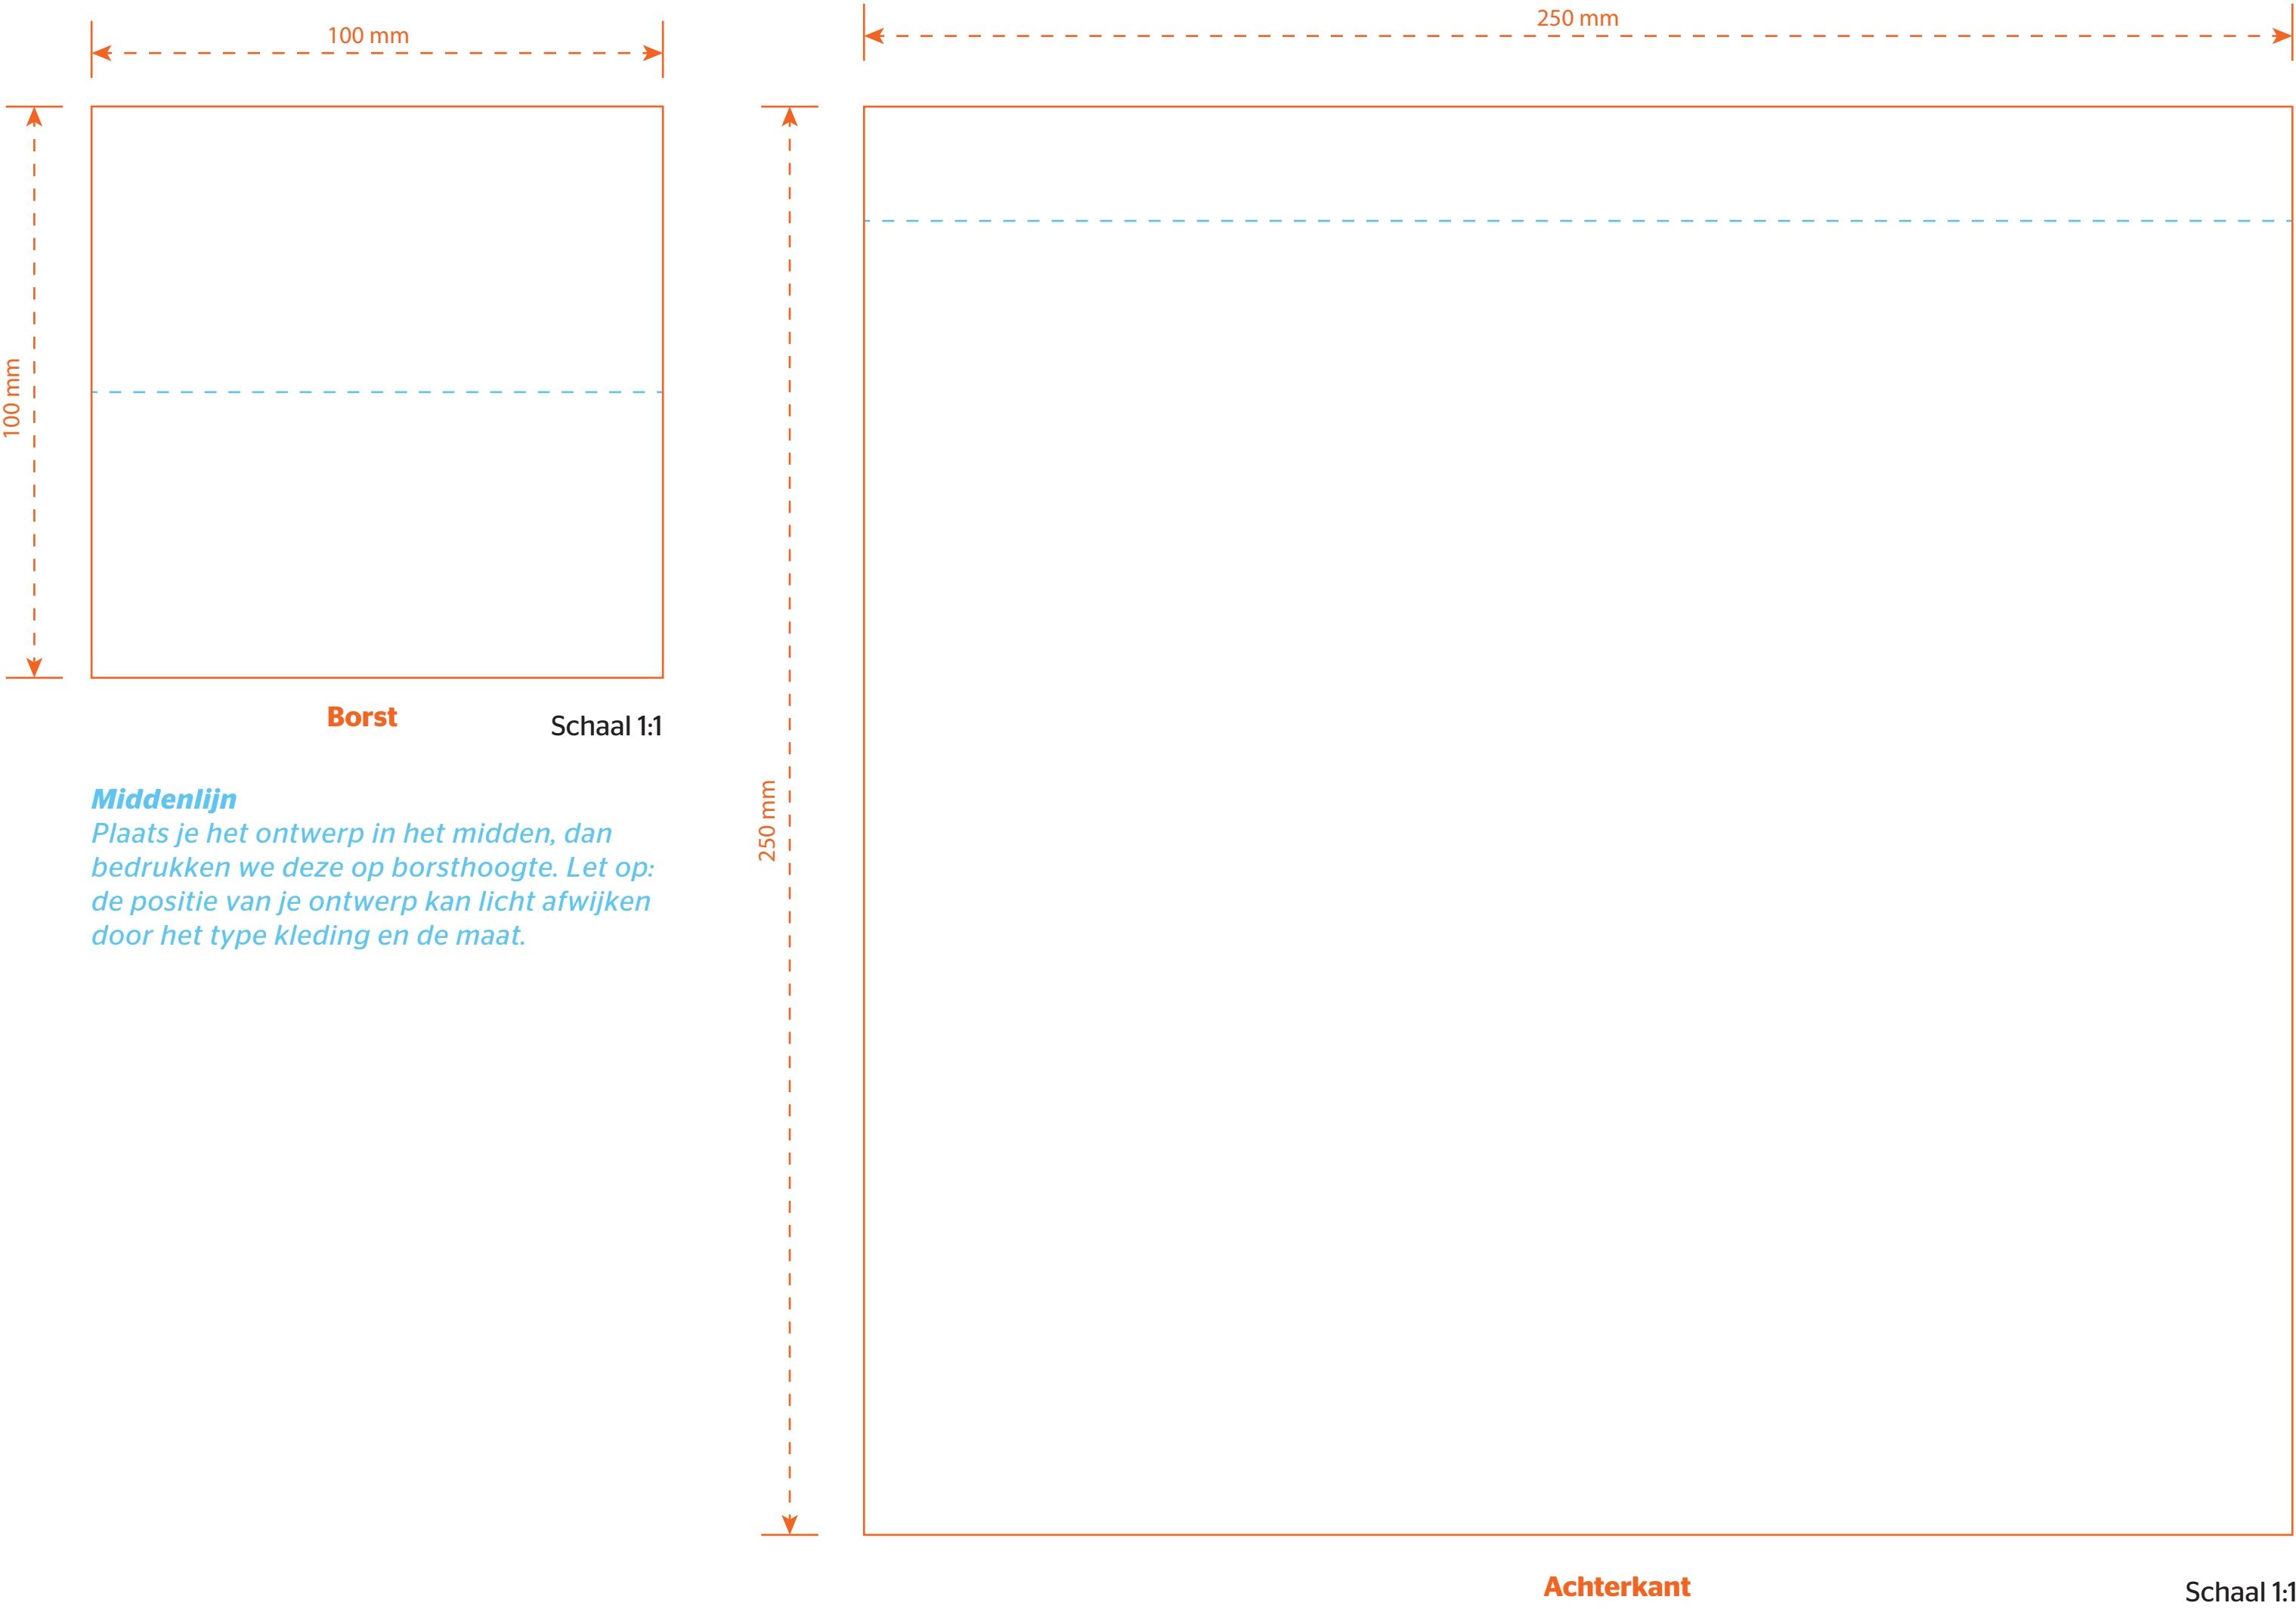 100 mm
250 mm
100 mm
Borst
Schaal 1:1
Middenlijn
Plaats je het ontwerp in het midden, dan
bedrukken we deze op borsthoogte. Let op:
de positie van je ontwerp kan licht afwijken
door het type kleding en de maat.
250 mm
Achterkant
Schaal 1:1